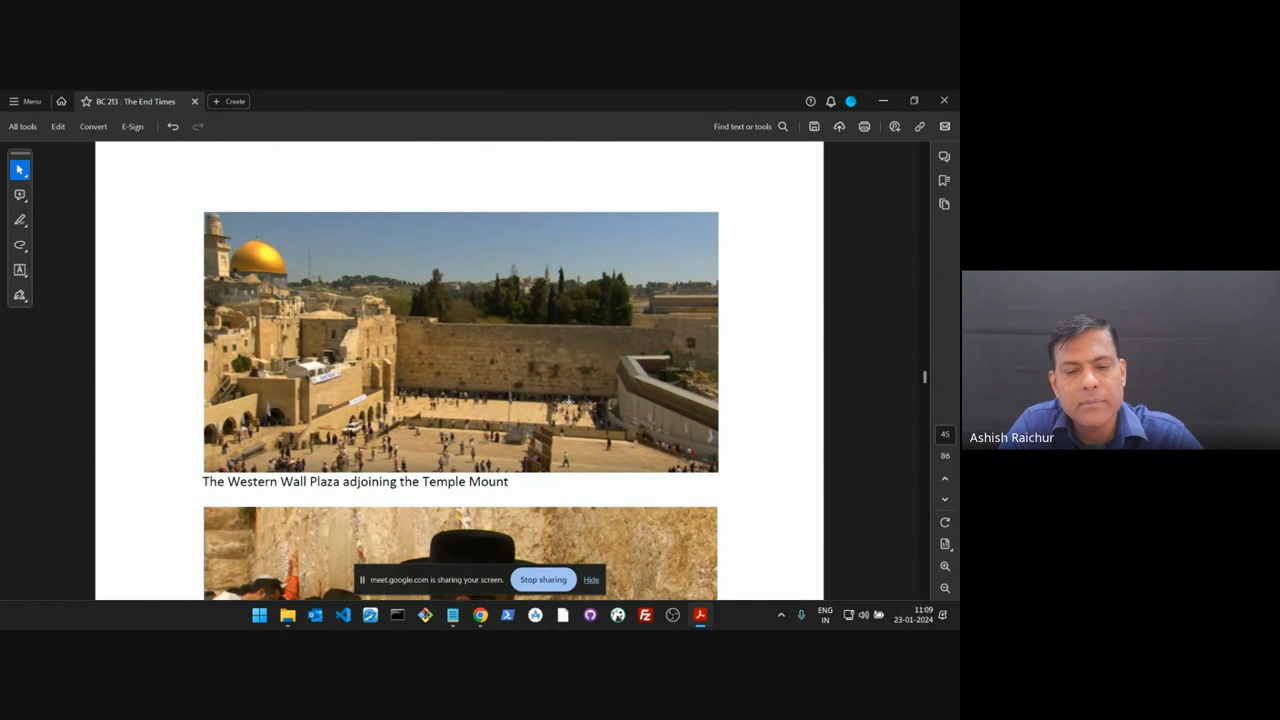 Menu
BC 213 : The End Times
Create
All tools
Edit
Convert
E-Sign
Find text or tools
The Western Wall Plaza adjoining the Temple Mount
45
86
meet.google.com is sharing your screen.
Stop sharing
Hide
ENG
IN
11:09
23-01-2024
Ashish Raichur